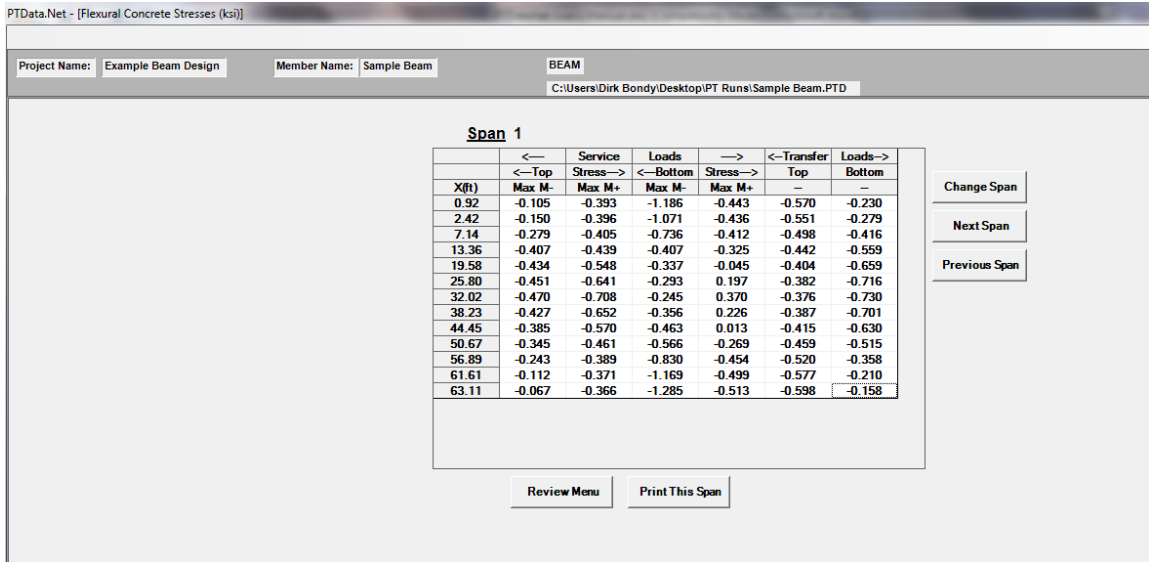 PTData.Net - [Flexural Concrete Stresses (ksi)]
Project Name: Example Beam Design Member Name: Sample Beam BEAM
C:\Users\Dirk Bondy\Desktop\PT Runs\Sample Beam.PTD
Span 1
<---- Service Loads ---> <--Transfer Loads-->
<---Top Stress---> <---Bottom Stress---> Top Bottom
X(ft) Max M- Max M+ Max M- Max M+ -- --
0.92 -0.105 -0.393 -1.186 -0.443 -0.570 -0.230
2.42 -0.150 -0.396 -1.071 -0.436 -0.551 -0.279
7.14 -0.279 -0.405 -0.736 -0.412 -0.498 -0.416
13.36 -0.407 -0.439 -0.407 -0.325 -0.442 -0.559
19.58 -0.434 -0.548 -0.337 -0.045 -0.404 -0.659
25.80 -0.451 -0.641 -0.293 0.197 -0.382 -0.716
32.02 -0.470 -0.708 -0.245 0.370 -0.376 -0.730
38.23 -0.427 -0.652 -0.356 0.226 -0.387 -0.701
44.45 -0.385 -0.570 -0.463 0.013 -0.415 -0.630
50.67 -0.345 -0.461 -0.566 -0.269 -0.459 -0.515
56.89 -0.243 -0.389 -0.830 -0.454 -0.520 -0.358
61.61 -0.112 -0.371 -1.169 -0.499 -0.577 -0.210
63.11 -0.067 -0.366 -1.285 -0.513 -0.598 -0.158
Change Span
Next Span
Previous Span
Review Menu Print This Span